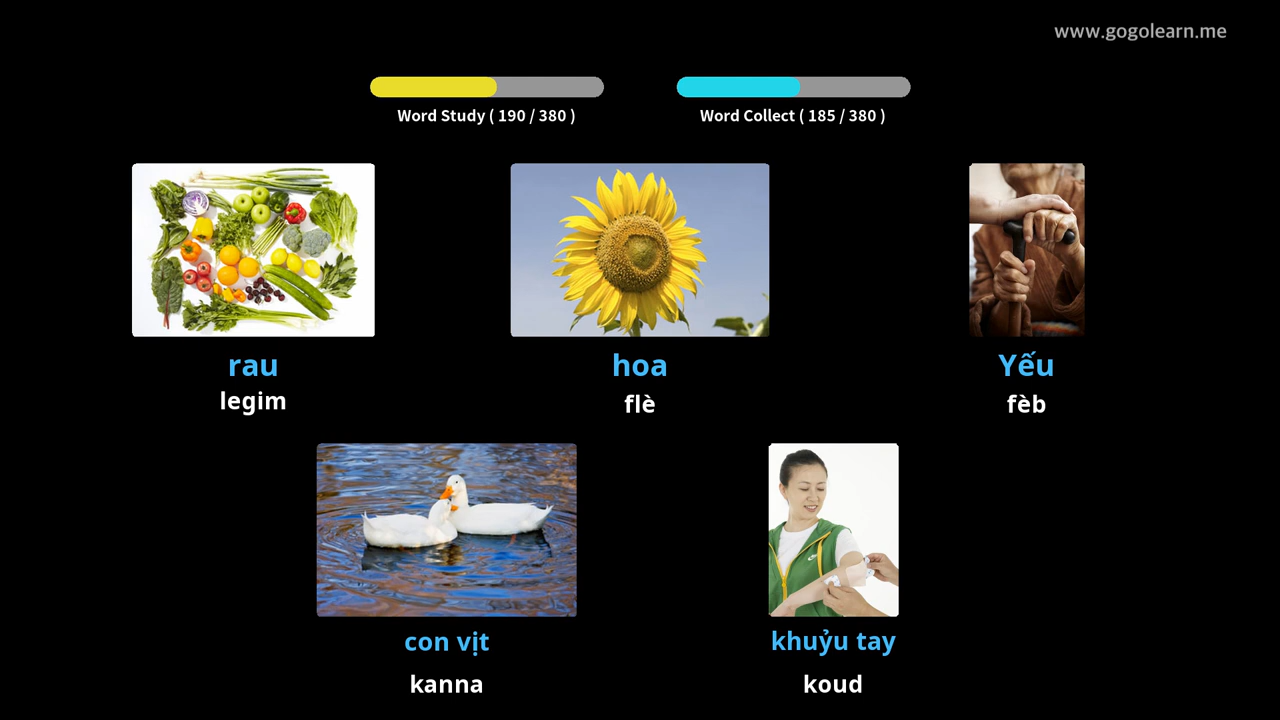 www.gogolearn.me
Word Study ( 190 / 380 )
Word Collect ( 185 / 380 )
rau
legim
hoa
flè
Yếu
fèb
con vịt
kanna
khuỷu tay
koud